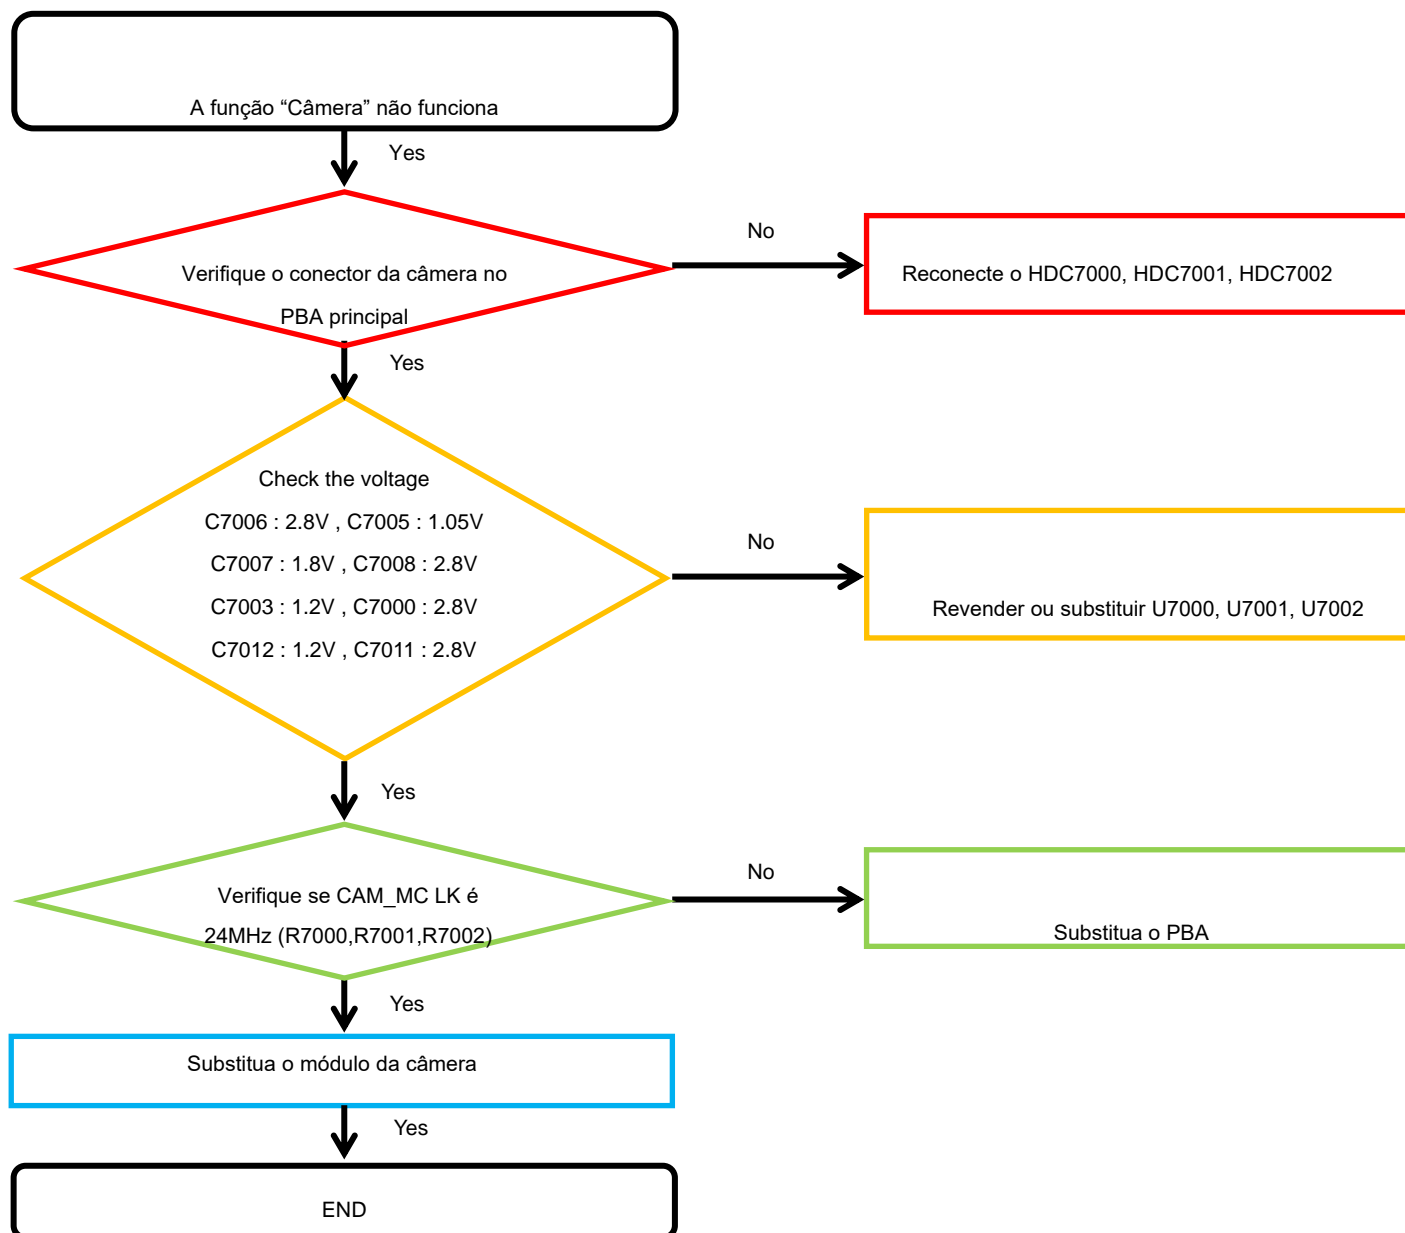 A função “Câmera” não funciona
Yes
Verifique o conector da câmera no
PBA principal
No
Reconecte o HDC7000, HDC7001, HDC7002
Yes
Check the voltage
C7006 : 2.8V , C7005 : 1.05V
C7007 : 1.8V , C7008 : 2.8V
C7003 : 1.2V , C7000 : 2.8V
C7012 : 1.2V , C7011 : 2.8V
No
Revender ou substituir U7000, U7001, U7002
Yes
Verifique se CAM_MC LK é
24MHz (R7000,R7001,R7002)
No
Substitua o PBA
Yes
Substitua o módulo da câmera
Yes
END